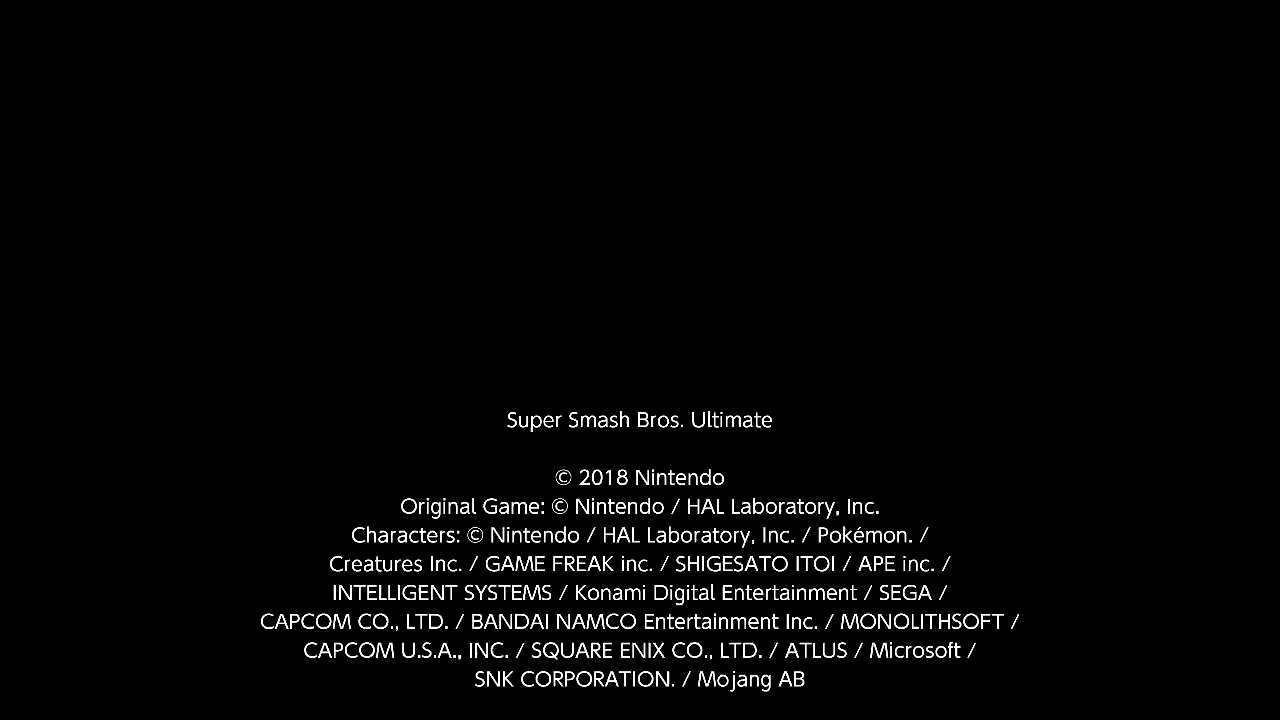 Super Smash Bros. Ultimate
© 2018 Nintendo
Original Game: © Nintendo / HAL Laboratory, Inc.
Characters: © Nintendo / HAL Laboratory, Inc. / Pokémon. /
Creatures Inc. / GAME FREAK inc. / SHIGESATO ITOI / APE inc. /
INTELLIGENT SYSTEMS / Konami Digital Entertainment / SEGA /
CAPCOM CO., LTD. / BANDAI NAMCO Entertainment Inc. / MONOLITHSOFT /
CAPCOM U.S.A., INC. / SQUARE ENIX CO., LTD. / ATLUS / Microsoft /
SNK CORPORATION. / Mojang AB